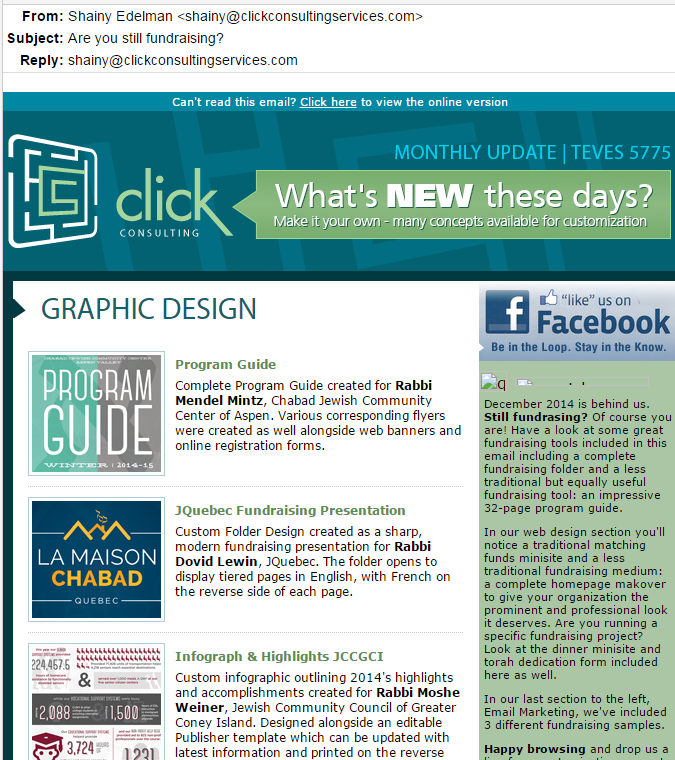 From: Shainy Edelman <shainy@clickconsultingservices.com>
Subject: Are you still fundraising?
Reply: shainy@clickconsultingservices.com
Can't read this email? Click here to view the online version
MONTHLY UPDATE | TEVES 5775
click
CONSULTING
What's NEW these days?
Make it your own - many concepts available for customization
GRAPHIC DESIGN
CHABAD JEWISH COMMUNITY CENTER
ASPEN VALLEY
PROGRAM
GUIDE
WINTER | 2014-15
Program Guide
Complete Program Guide created for Rabbi
Mendel Mintz, Chabad Jewish Community
Center of Aspen. Various corresponding flyers
were created as well alongside web banners and
online registration forms.
LA MAISON
CHABAD
QUEBEC
JQuebec Fundraising Presentation
Custom Folder Design created as a sharp,
modern fundraising presentation for Rabbi
Dovid Lewin, JQuebec. The folder opens to
display tiered pages in English, with French on
the reverse side of each page.
224,457.5
&
2,088
1,500
3,724 HOURS OF
1,231
Infograph & Highlights JCCGCI
Custom infographic outlining 2014's highlights
and accomplishments created for Rabbi Moshe
Weiner, Jewish Community Council of Greater
Coney Island. Designed alongside an editable
Publisher template which can be updated with
latest information and printed on the reverse
"like" us on
Facebook
Be in the Loop. Stay in the Know.
December 2014 is behind us.
Still fundrasing? Of course you
are! Have a look at some great
fundraising tools included in this
email including a complete
fundraising folder and a less
traditional but equally useful
fundraising tool: an impressive
32-page program guide.
In our web design section you'll
notice a traditional matching
funds minisite and a less
traditional fundraising medium:
a complete homepage makover
to give your organization the
prominent and professional look
it deserves. Are you running a
specific fundraising project?
Look at the dinner minisite and
torah dedication form included
here as well.
In our last section to the left,
Email Marketing, we've included
3 different fundraising samples.
Happy browsing and drop us a